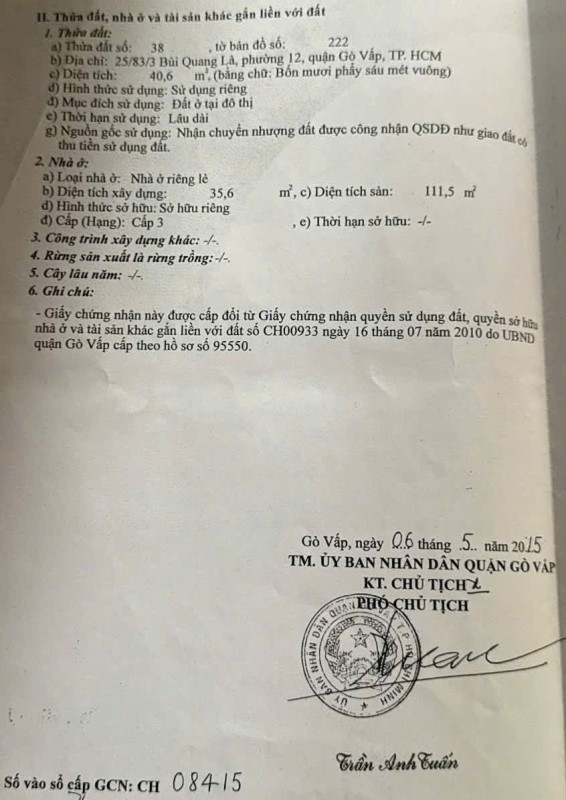 II. Thửa đất, nhà ở và tài sản khác gắn liền với đất
1. Thửa đất:
a) Thửa đất số: 38 , tờ bản đồ số: 222
b) Địa chỉ: 25/83/3 Bùi Quang Là, phường 12, quận Gò Vấp, TP. HCM
c) Diện tích: 40,6 m², (bằng chữ: Bốn mươi phẩy sáu mét vuông)
d) Hình thức sử dụng: Sử dụng riêng
đ) Mục đích sử dụng: Đất ở tại đô thị
e) Thời hạn sử dụng: Lâu dài
g) Nguồn gốc sử dụng: Nhận chuyển nhượng đất được công nhận QSDĐ như giao đất có
thu tiền sử dụng đất.
2. Nhà ở:
a) Loại nhà ở: Nhà ở riêng lẻ
b) Diện tích xây dựng: 35,6 m², c) Diện tích sàn: 111,5 m²
d) Hình thức sở hữu: Sở hữu riêng
đ) Cấp (Hạng): Cấp 3 , e) Thời hạn sở hữu: -/-
3. Công trình xây dựng khác: -/-.
4. Rừng sản xuất là rừng trồng: -/-.
5. Cây lâu năm: -/-.
6. Ghi chú:
- Giấy chứng nhận này được cấp đổi từ Giấy chứng nhận quyền sử dụng đất, quyền sở hữu
nhà ở và tài sản khác gắn liền với đất số CH00933 ngày 16 tháng 07 năm 2010 do UBND
quận Gò Vấp cấp theo hồ sơ số 95550.
Gò Vấp, ngày 06 tháng .5.. năm 2015
TM. ỦY BAN NHÂN DÂN QUẬN GÒ VẤP
KT. CHỦ TỊCH
PHÓ CHỦ TỊCH
ỦY BAN NHÂN DÂN QUẬN GÒ VẤP T.P HỒ CHÍ MINH
Trần Anh Tuấn
Số vào sổ cấp GCN: CH 08415